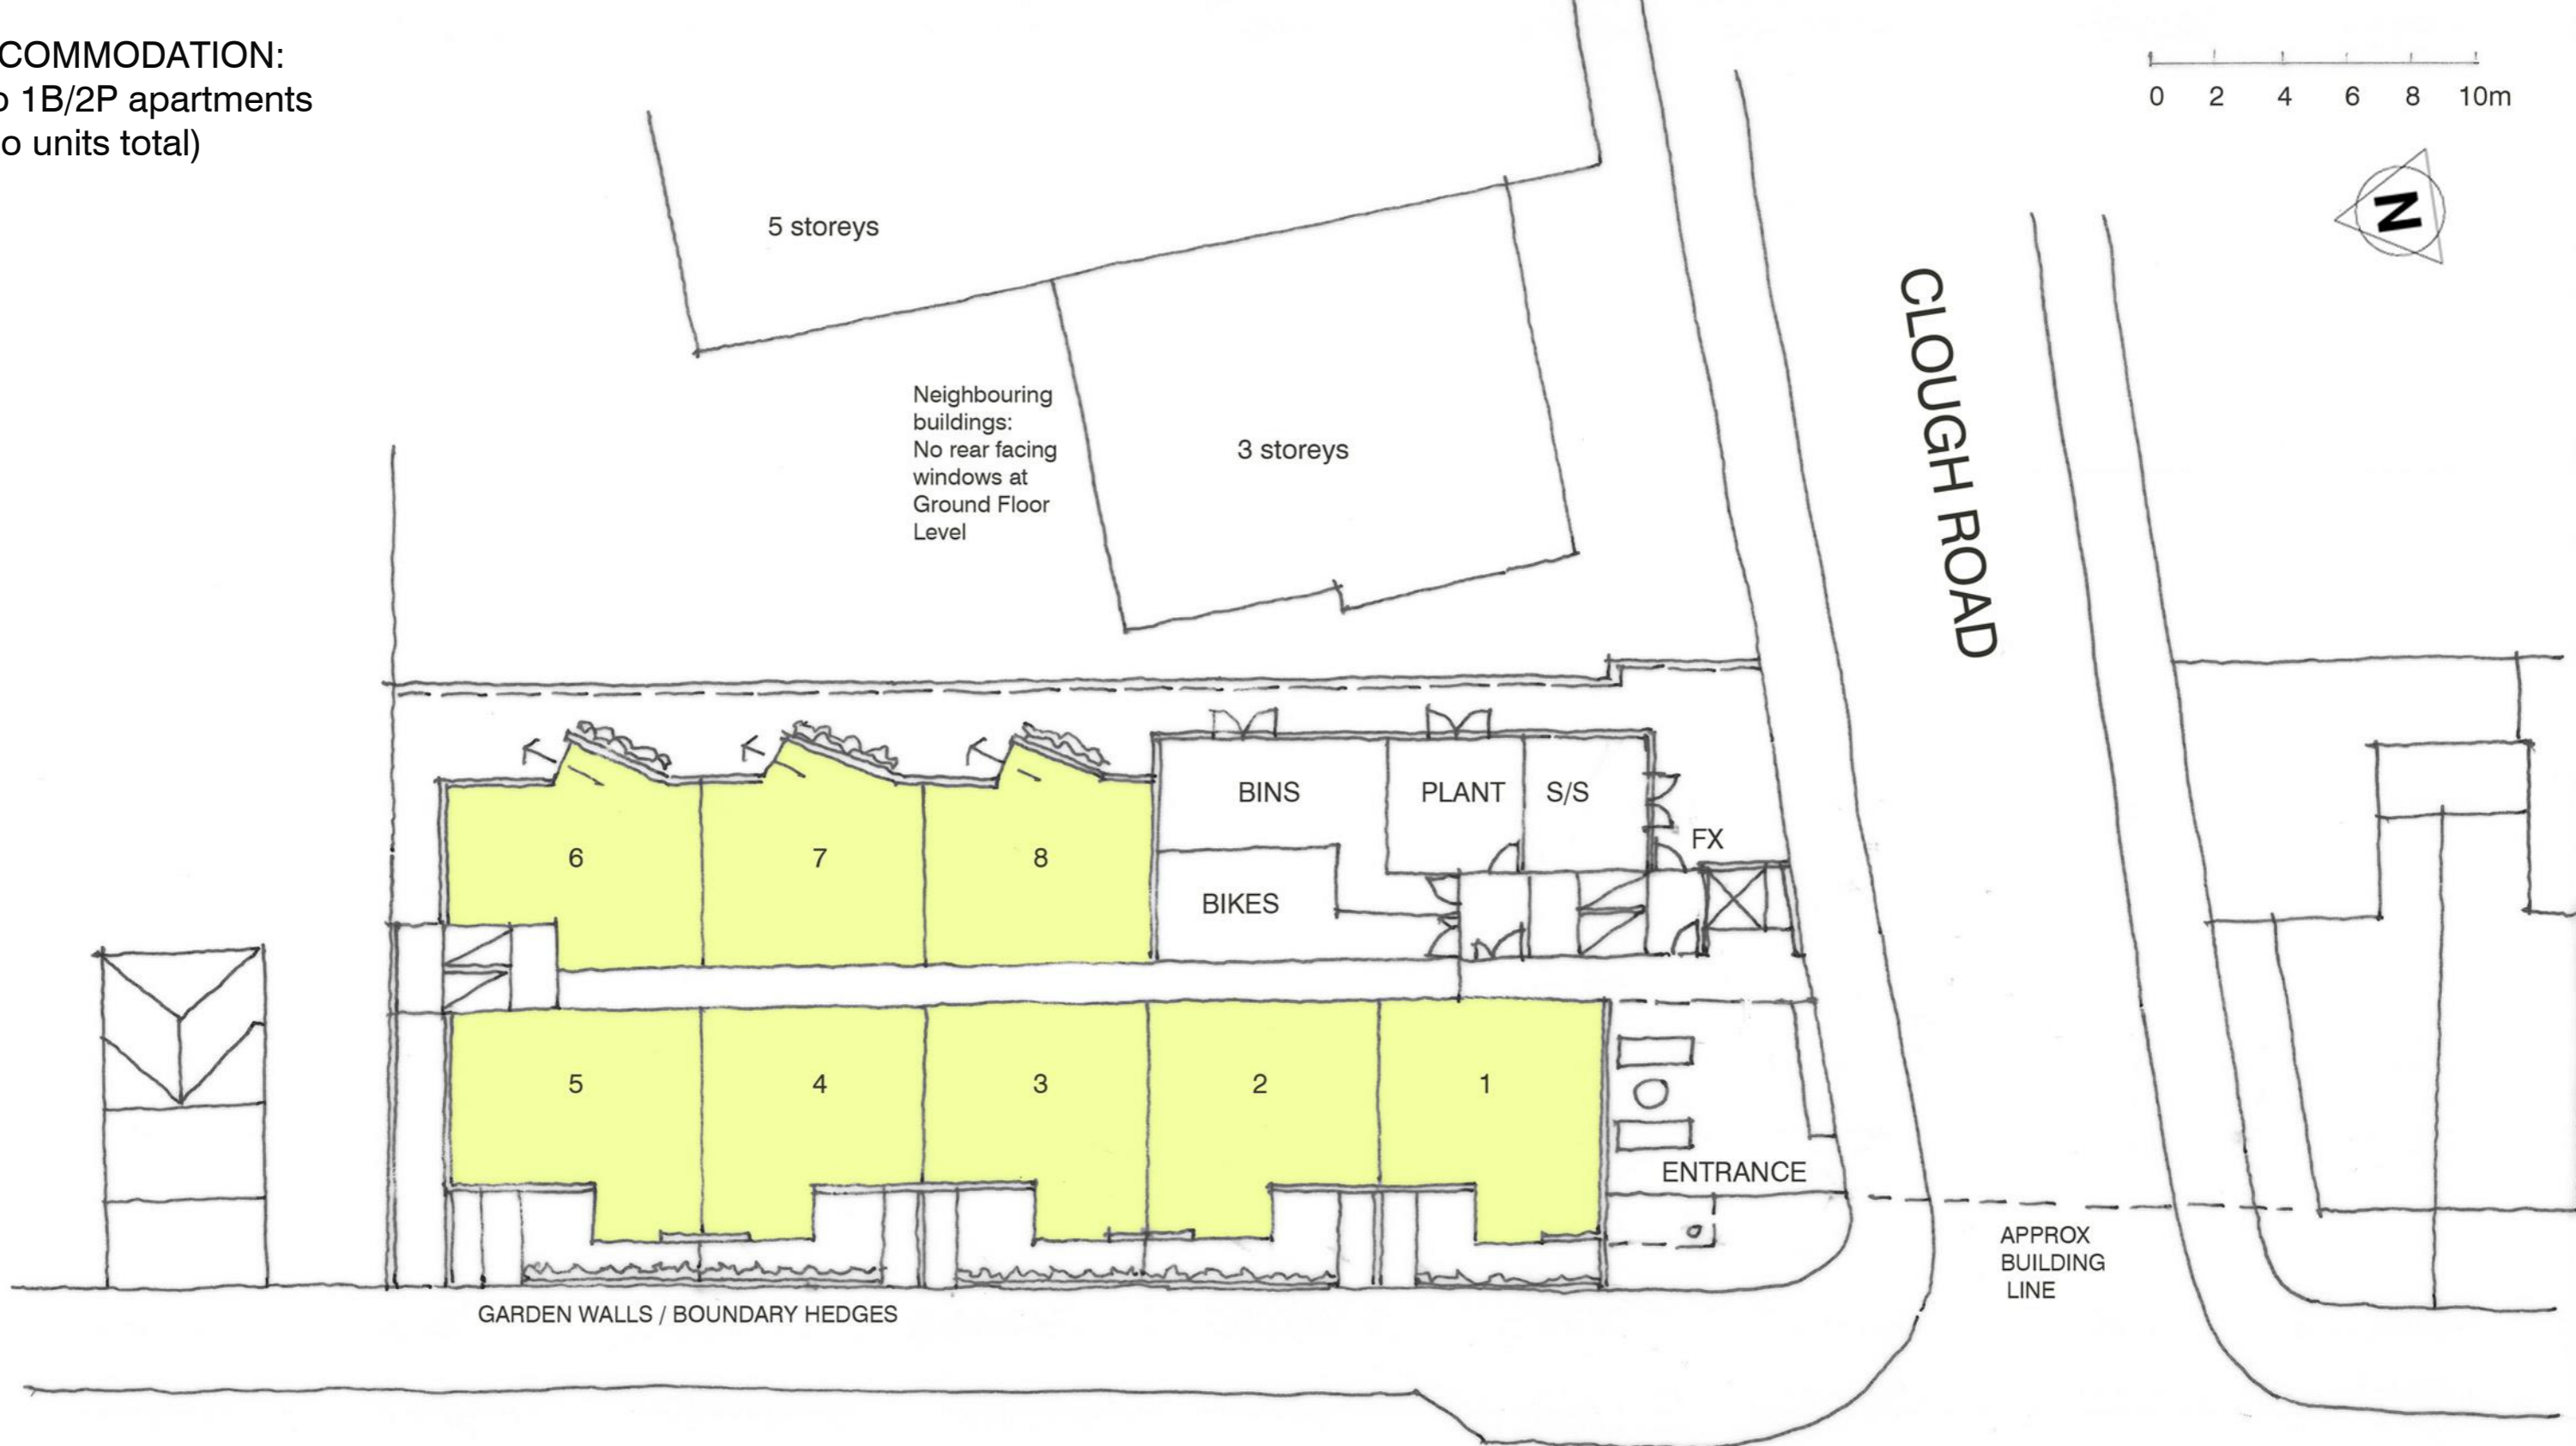 COMMODATION:
1B/2P apartments
o units total)
0 2 4 6 8 10m
N
5 storeys
Neighbouring
buildings:
No rear facing
windows at
Ground Floor
Level
3 storeys
CLOUGH ROAD
BINS
PLANT
S/S
FX
6
7
8
BIKES
5
4
3
2
1
ENTRANCE
APPROX
BUILDING
LINE
GARDEN WALLS / BOUNDARY HEDGES